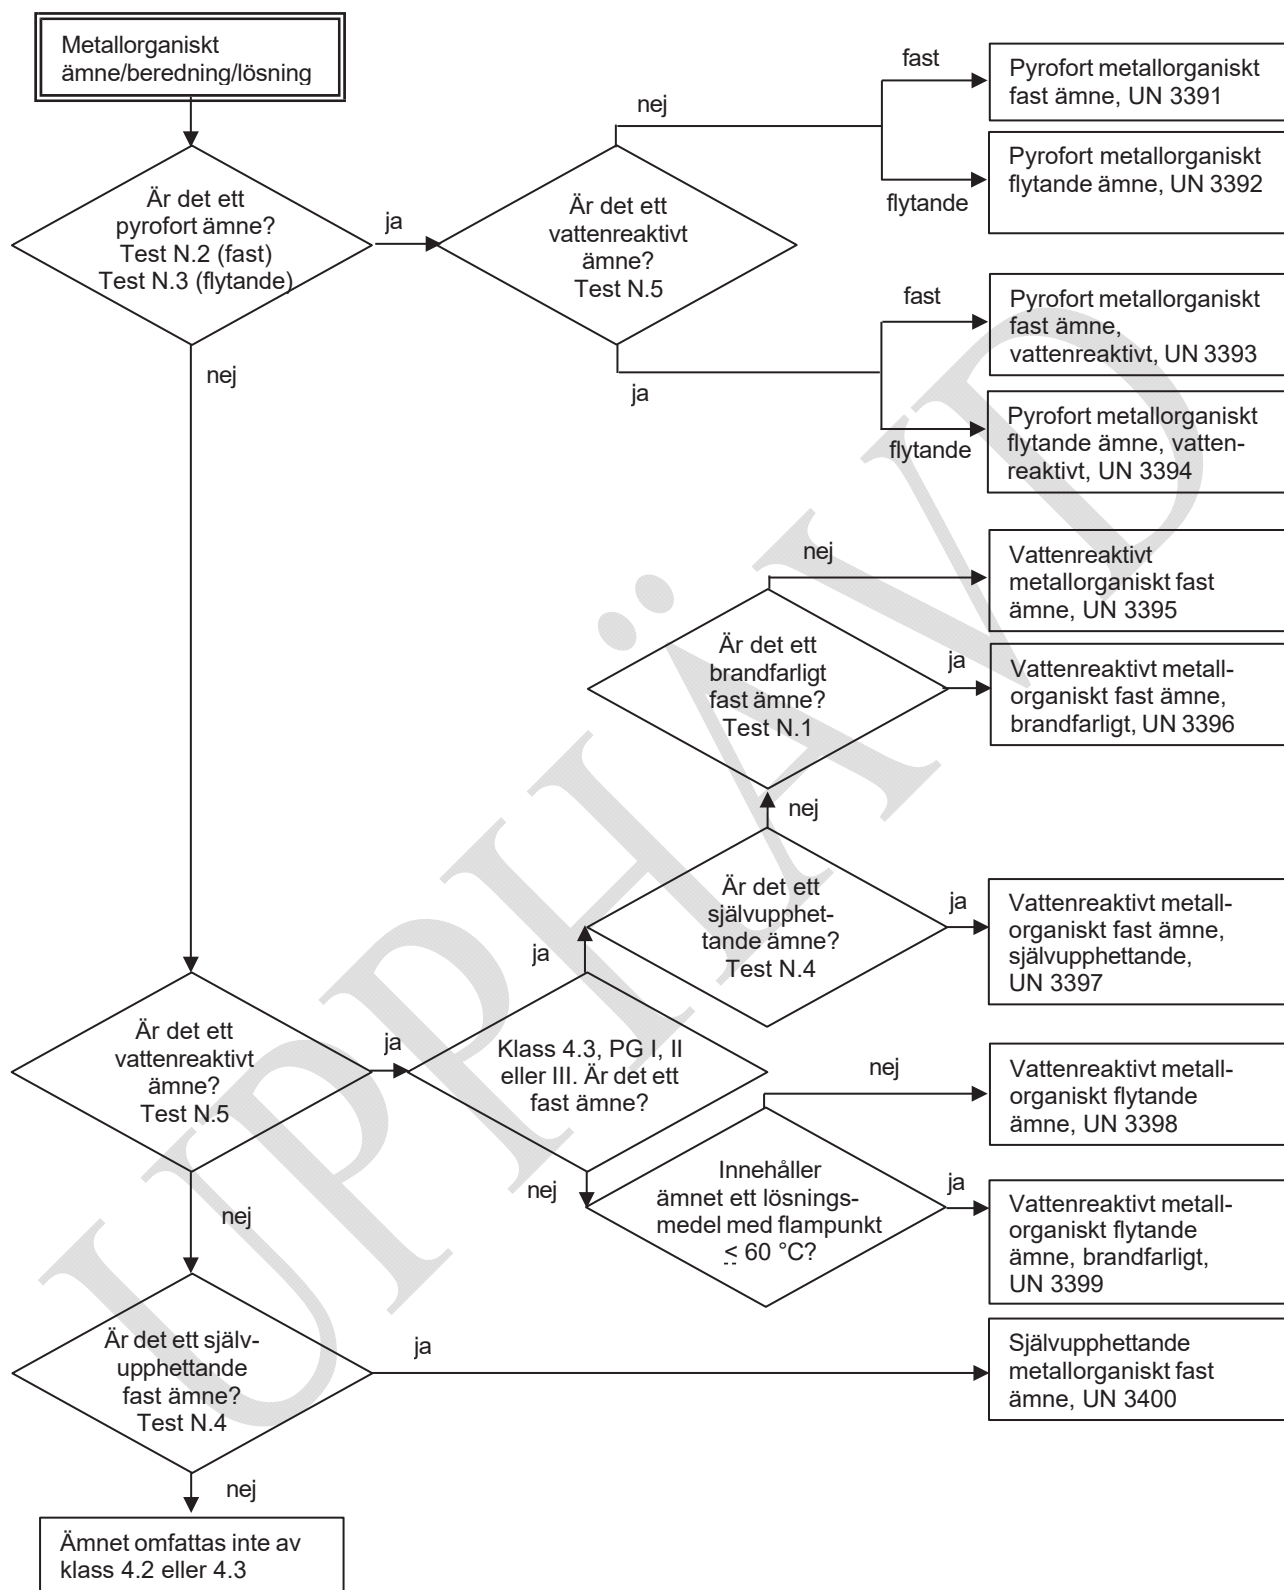 Metallorganiskt
ämne/beredning/lösning
Är det ett
pyrofort ämne?
Test N.2 (fast)
Test N.3 (flytande)
ja
nej
Är det ett
vattenreaktivt
ämne?
Test N.5
nej
fast
Pyrofort metallorganiskt
fast ämne, UN 3391
flytande
Pyrofort metallorganiskt
flytande ämne, UN 3392
ja
fast
Pyrofort metallorganiskt
fast ämne,
vattenreaktivt, UN 3393
flytande
Pyrofort metallorganiskt
flytande ämne, vatten-
reaktivt, UN 3394
nej
Vattenreaktivt
metallorganiskt fast
ämne, UN 3395
Är det ett
brandfarligt
fast ämne?
Test N.1
ja
Vattenreaktivt metall-
organiskt fast ämne,
brandfarligt, UN 3396
nej
Är det ett
självupphet-
tande ämne?
Test N.4
ja
Vattenreaktivt metall-
organiskt fast ämne,
självupphettande,
UN 3397
ja
Är det ett
vattenreaktivt
ämne?
Test N.5
ja
Klass 4.3, PG I, II
eller III. Är det ett
fast ämne?
nej
Vattenreaktivt metall-
organiskt flytande
ämne, UN 3398
nej
Innehåller
ämnet ett lösnings-
medel med flampunkt
≤ 60 °C?
ja
Vattenreaktivt metall-
organiskt flytande
ämne, brandfarligt,
UN 3399
nej
Är det ett själv-
upphettande
fast ämne?
Test N.4
ja
Självupphettande
metallorganiskt fast
ämne, UN 3400
nej
Ämnet omfattas inte av
klass 4.2 eller 4.3
UPPHÄVD